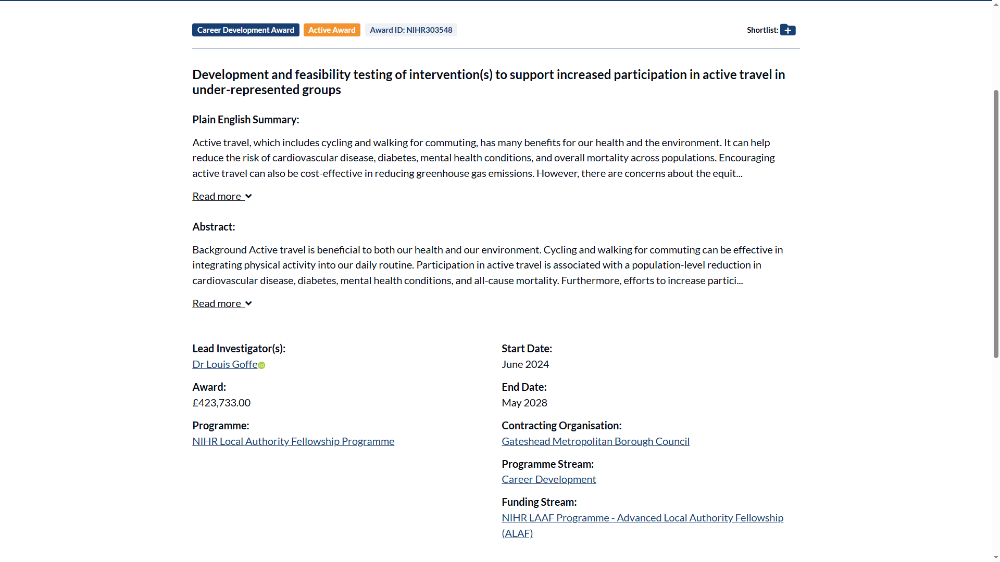 Career Development Award Active Award Award ID: NIHR303548 Shortlist:
Development and feasibility testing of intervention(s) to support increased participation in active travel in
under-represented groups
Plain English Summary:
Active travel, which includes cycling and walking for commuting, has many benefits for our health and the environment. It can help
reduce the risk of cardiovascular disease, diabetes, mental health conditions, and overall mortality across populations. Encouraging
active travel can also be cost-effective in reducing greenhouse gas emissions. However, there are concerns about the equit...
Read more
Abstract:
Background Active travel is beneficial to both our health and our environment. Cycling and walking for commuting can be effective in
integrating physical activity into our daily routine. Participation in active travel is associated with a population-level reduction in
cardiovascular disease, diabetes, mental health conditions, and all-cause mortality. Furthermore, efforts to increase partici...
Read more
Lead Investigator(s):
Dr Louis Goffe iD
Award:
£423,733.00
Programme:
NIHR Local Authority Fellowship Programme
Start Date:
June 2024
End Date:
May 2028
Contracting Organisation:
Gateshead Metropolitan Borough Council
Programme Stream:
Career Development
Funding Stream:
NIHR LAAF Programme - Advanced Local Authority Fellowship
(ALAF)